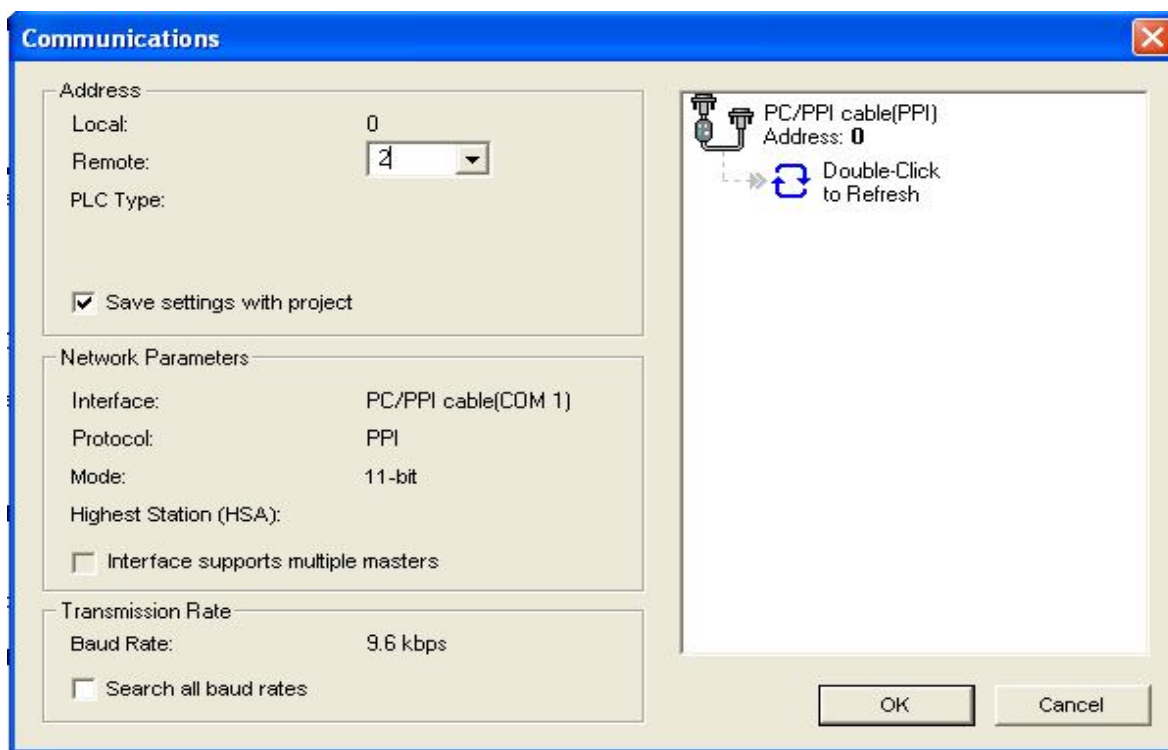 Communications
Address
Local: 0
Remote: 2
PLC Type:
Save settings with project
Network Parameters
Interface: PC/PPI cable(COM 1)
Protocol: PPI
Mode: 11-bit
Highest Station (HSA):
Interface supports multiple masters
Transmission Rate
Baud Rate: 9.6 kbps
Search all baud rates
PC/PPI cable(PPI)
Address: 0
Double-Click
to Refresh
OK
Cancel